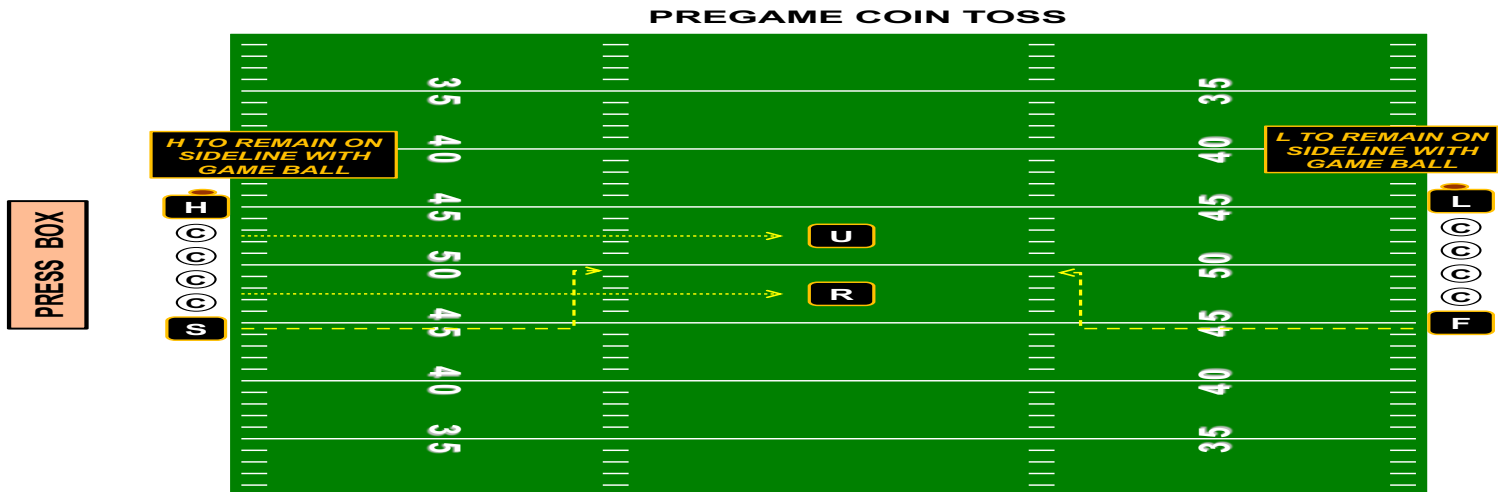 PREGAME COIN TOSS
35
35
H TO REMAIN ON
SIDELINE WITH
GAME BALL
40
40
L TO REMAIN ON
SIDELINE WITH
GAME BALL
H
45
45
L
C
U
C
C
50
50
C
PRESS BOX
C
R
C
C
C
S
45
45
F
40
40
35
35